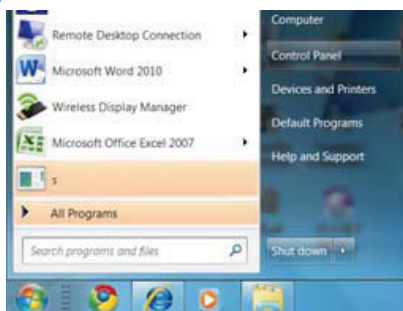 Remote Desktop Connection
Microsoft Word 2010
Wireless Display Manager
Microsoft Office Excel 2007
s
All Programs
Search programs and files
Computer
Control Panel
Devices and Printers
Default Programs
Help and Support
Shut down